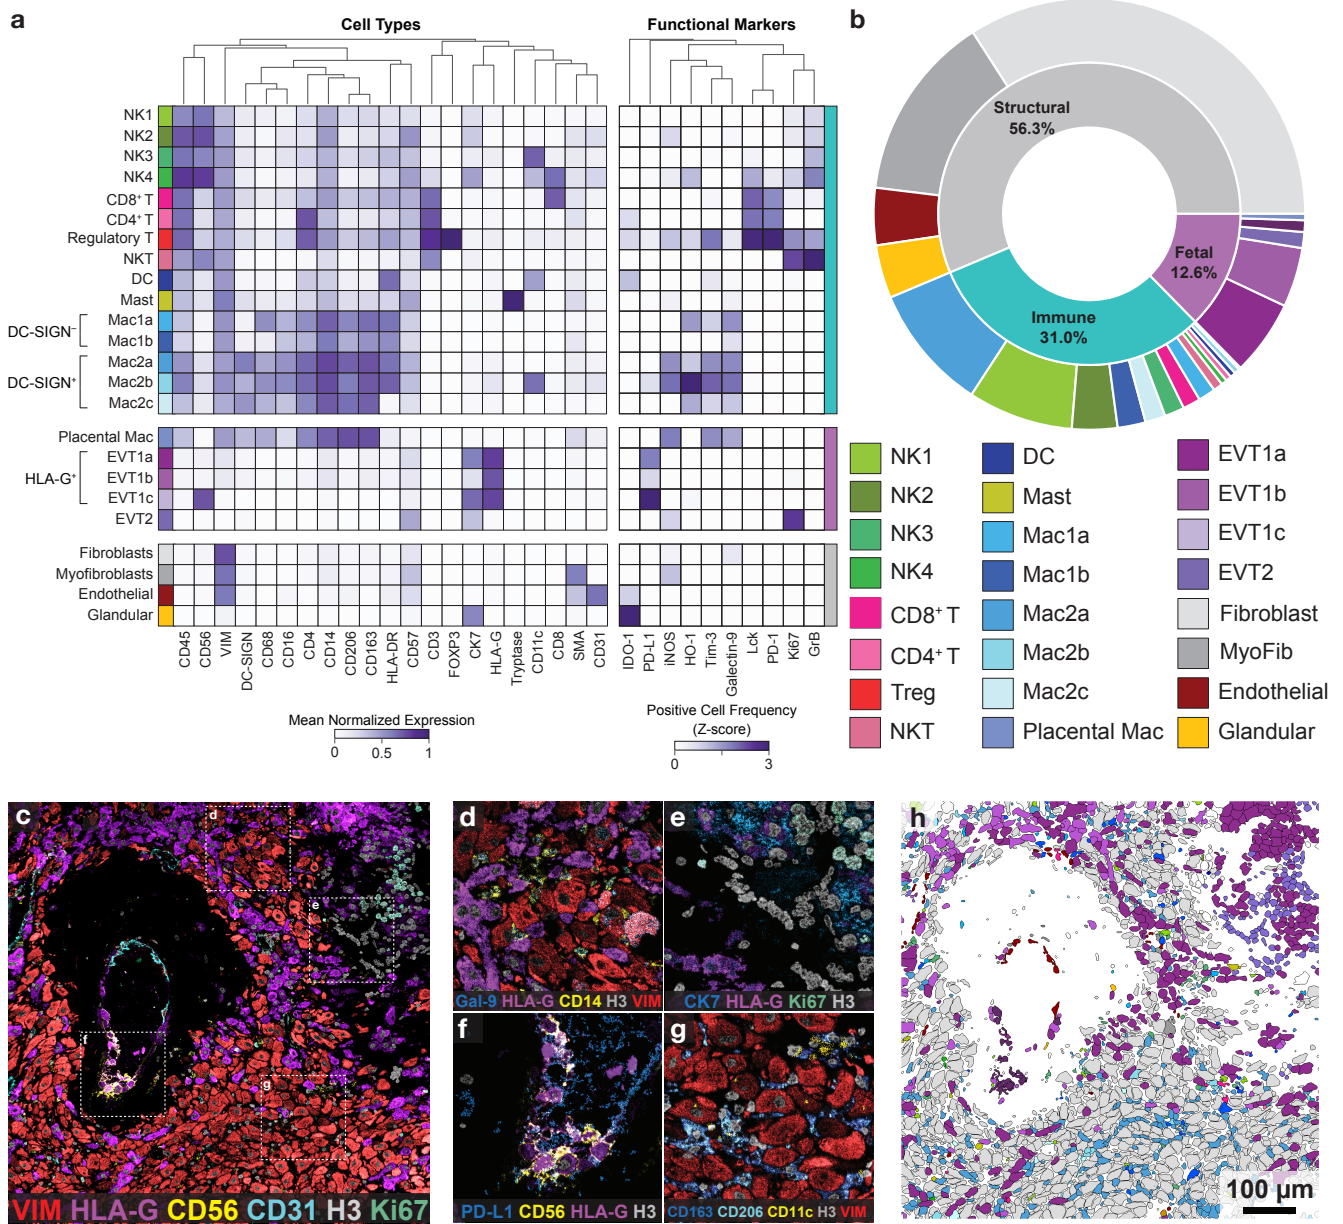 a
Cell Types
Functional Markers
NK1
NK2
NK3
NK4
CD8⁺ T
CD4⁺ T
Regulatory T
NKT
DC
Mast
Mac1a
DC-SIGN⁻
Mac1b
Mac2a
DC-SIGN⁺
Mac2b
Mac2c
Placental Mac
EVT1a
HLA-G⁺
EVT1b
EVT1c
EVT2
Fibroblasts
Myofibroblasts
Endothelial
Glandular
CD45
CD56
VIM
DC-SIGN
CD68
CD16
CD4
CD14
CD206
CD163
HLA-DR
CD57
CD3
FOXP3
CK7
HLA-G
Tryptase
CD11c
CD8
SMA
CD31
IDO-1
PD-L1
iNOS
HO-1
Tim-3
Galectin-9
Lck
PD-1
Ki67
GrB
Mean Normalized Expression
0 0.5 1
Positive Cell Frequency
(Z-score)
0 3
b
Structural
56.3%
Fetal
12.6%
Immune
31.0%
NK1
NK2
NK3
NK4
CD8⁺ T
CD4⁺ T
Treg
NKT
DC
Mast
Mac1a
Mac1b
Mac2a
Mac2b
Mac2c
Placental Mac
EVT1a
EVT1b
EVT1c
EVT2
Fibroblast
MyoFib
Endothelial
Glandular
c
d
e
f
g
VIM HLA-G CD56 CD31 H3 Ki67
d
Gal-9 HLA-G CD14 H3 VIM
e
CK7 HLA-G Ki67 H3
f
PD-L1 CD56 HLA-G H3
g
CD163 CD206 CD11c H3 VIM
h
100 µm